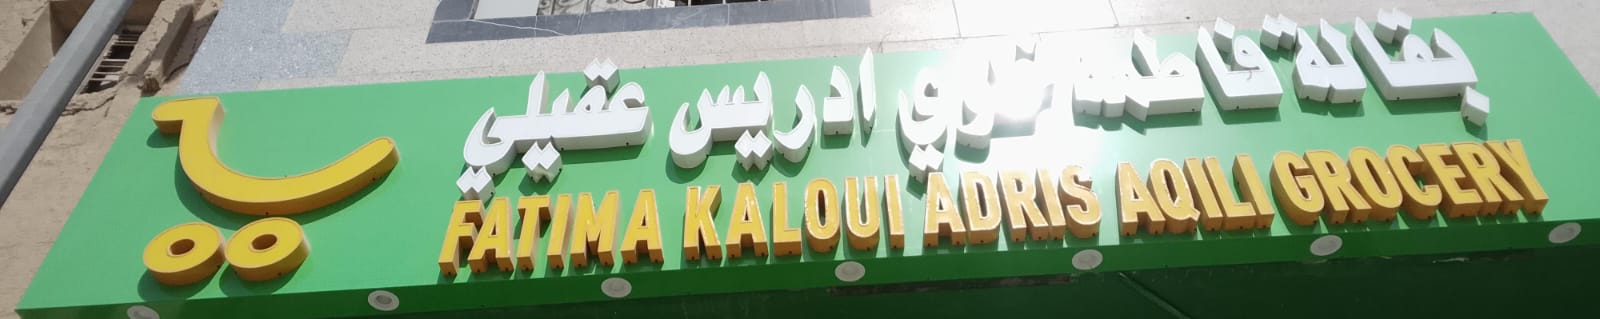 بقالة فاطمة ادريس عقيلي
FATIMA KALOUI ADRIS AQILI GROCERY